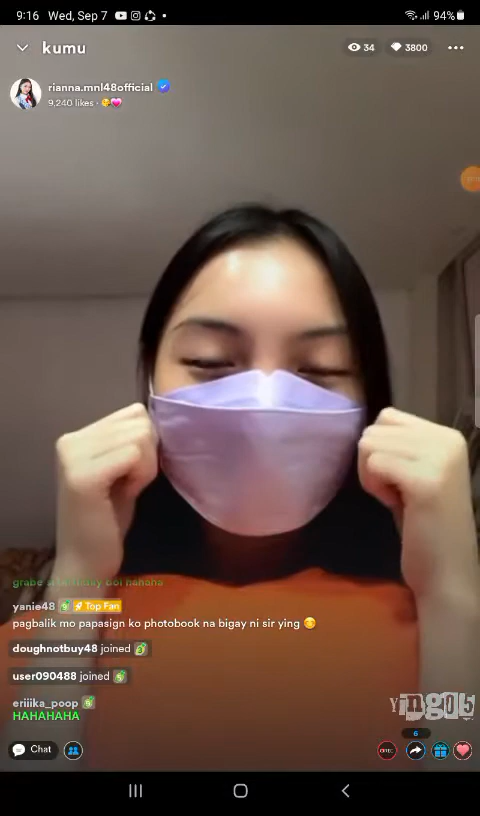 9:16 Wed, Sep 7 94%
kumu 34 3800
rianna.mnl48official
9,240 likes
yanie48 Top Fan
pagbalik mo papasign ko photobook na bigay ni sir ying
doughnotbuy48 joined
user090488 joined
eriiika_poop
HAHAHAHA
Yingo5
6
Chat